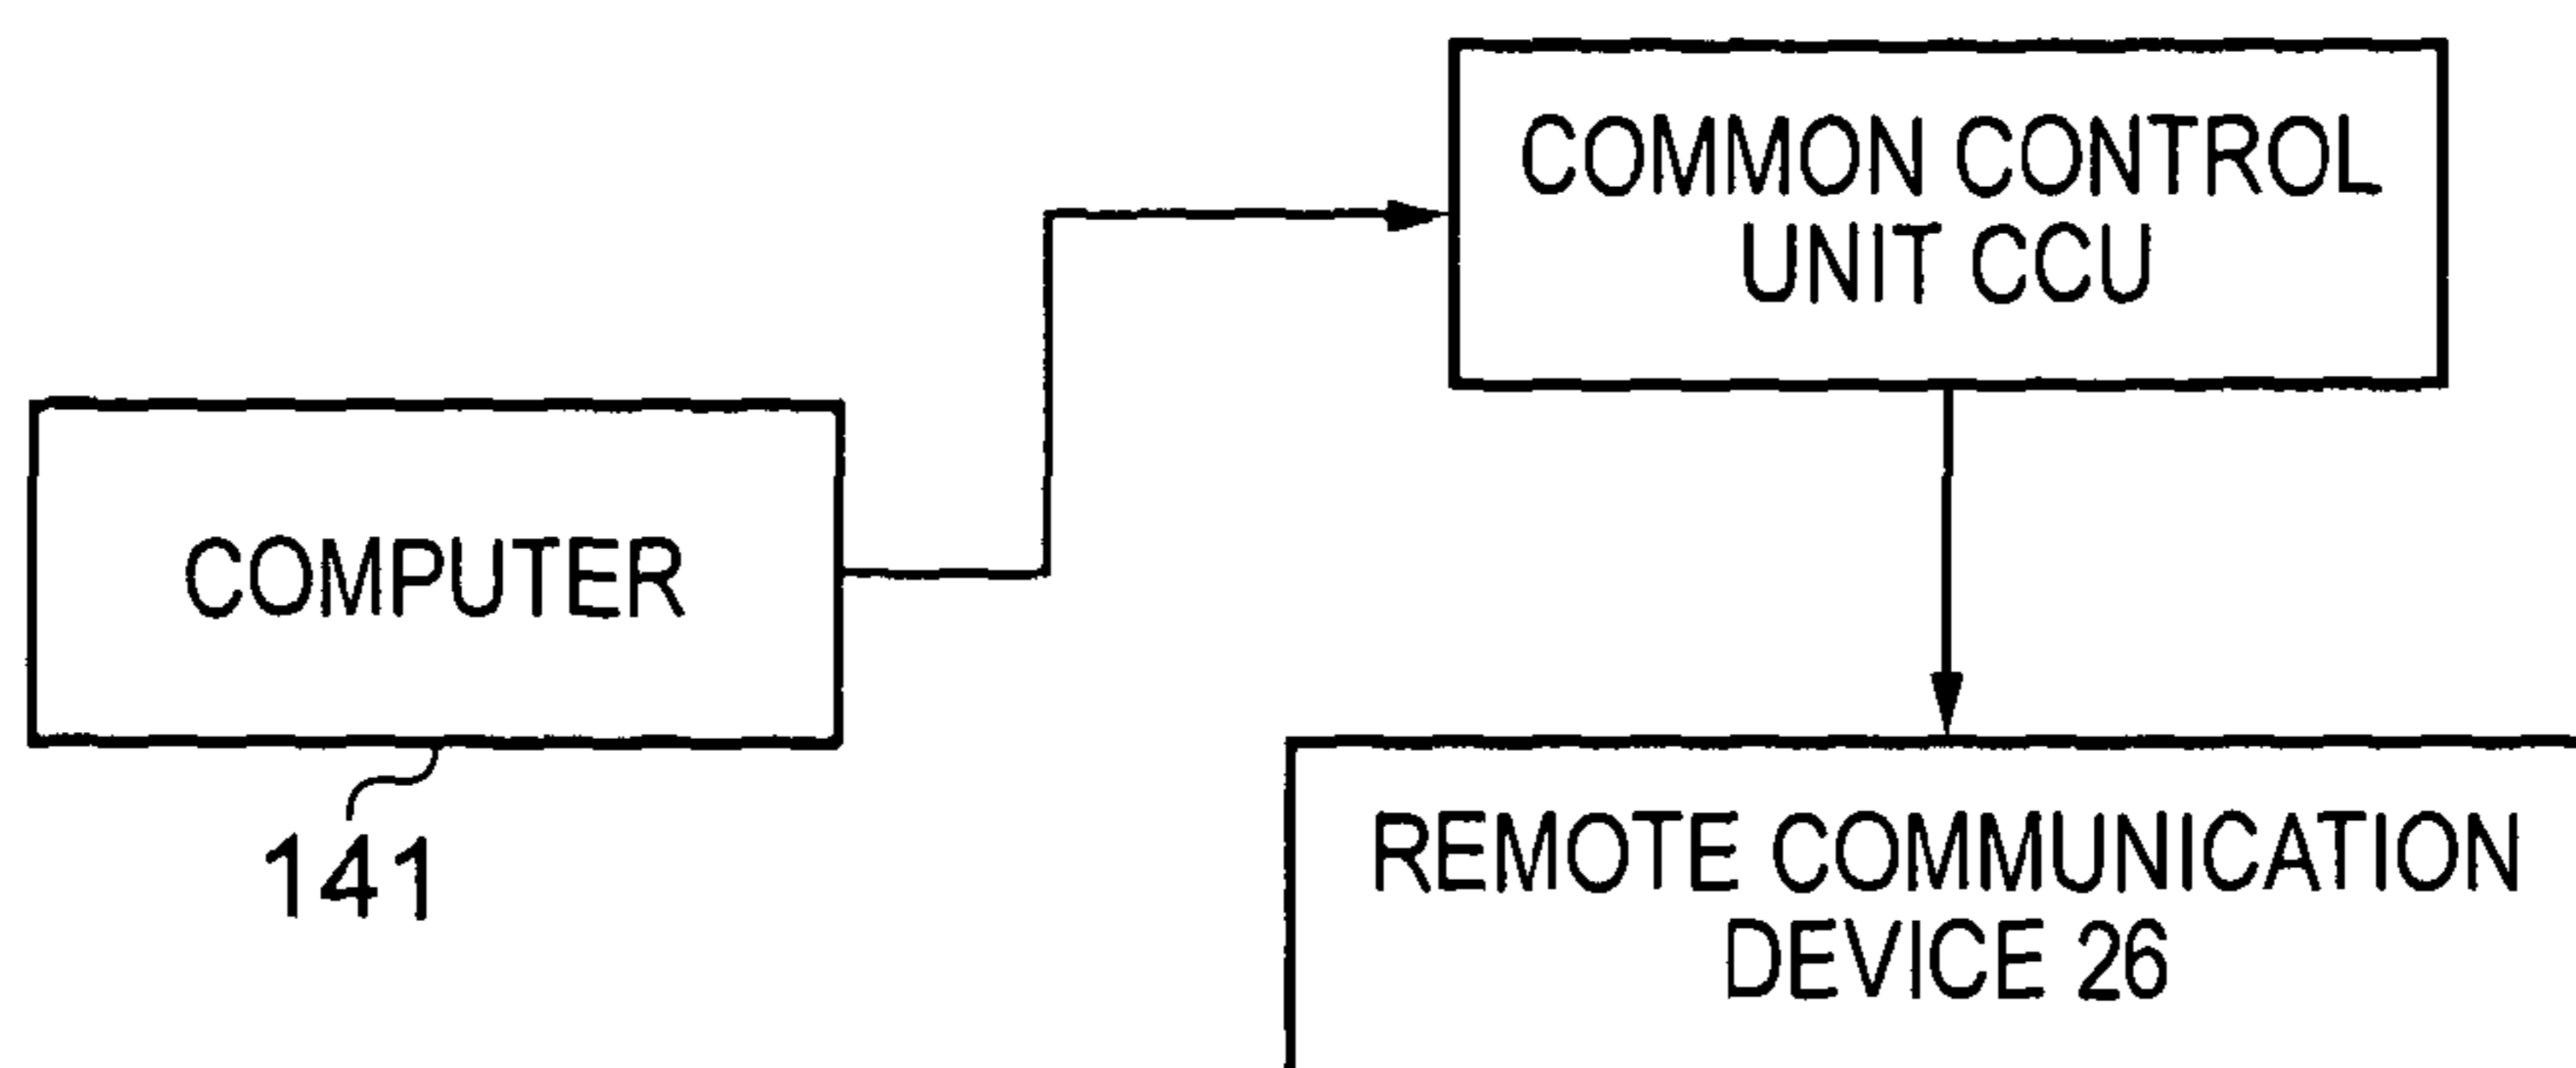 COMMON CONTROL
UNIT CCU
COMPUTER
141
REMOTE COMMUNICATION
DEVICE 26